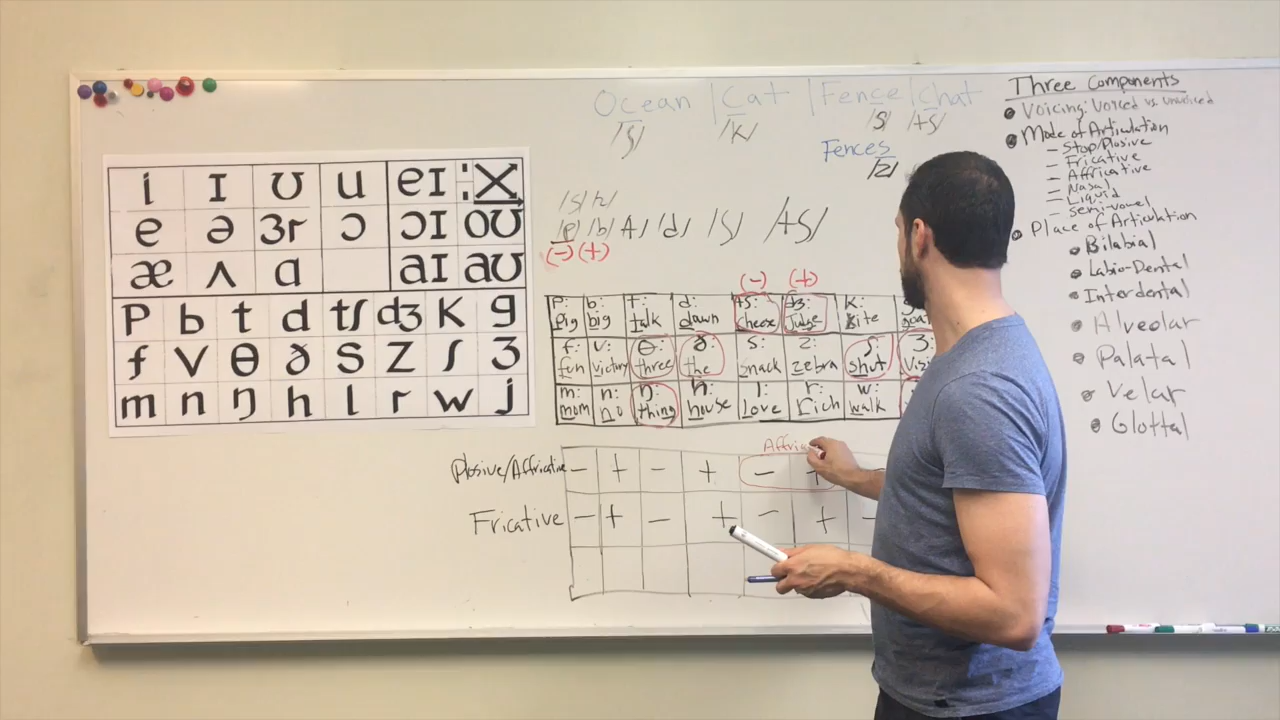 Ocean | Cat | Fence | Chat
/ʃ/ /k/ /s/ /tʃ/
Fences
/z/
Three Components
Voicing: Voiced vs Unvoiced
Mode of Articulation
- Stop/Plosive
- Fricative
- Affricative
- Nasal
- Liquid
- Semi-vowel
Place of Articulation
Bilabial
Labio-Dental
Interdental
Alveolar
Palatal
Velar
Glottal
i ɪ ʊ u eɪ
e ə ɜr ɔ ɔɪ oʊ
æ ʌ ɑ aɪ aʊ
P b t d tʃ dʒ K g
f V θ ð S Z ʃ ʒ
m n ŋ h l r w j
/p/ /b/ /t/ /d/ /ʃ/ /tʃ/
(-) (+)
(-) (+)
p: b: t: d: tʃ: dʒ: k:
pig big talk dawn cheese Judge kite
f: v: θ: ð: s: z: ʃ: ʒ:
fun victory three the snack zebra shut
m: n: ŋ: h: l: r: w:
mom no thing house Love rich walk
Plosive/Affricative - + - + - +
Fricative - + - + - + -